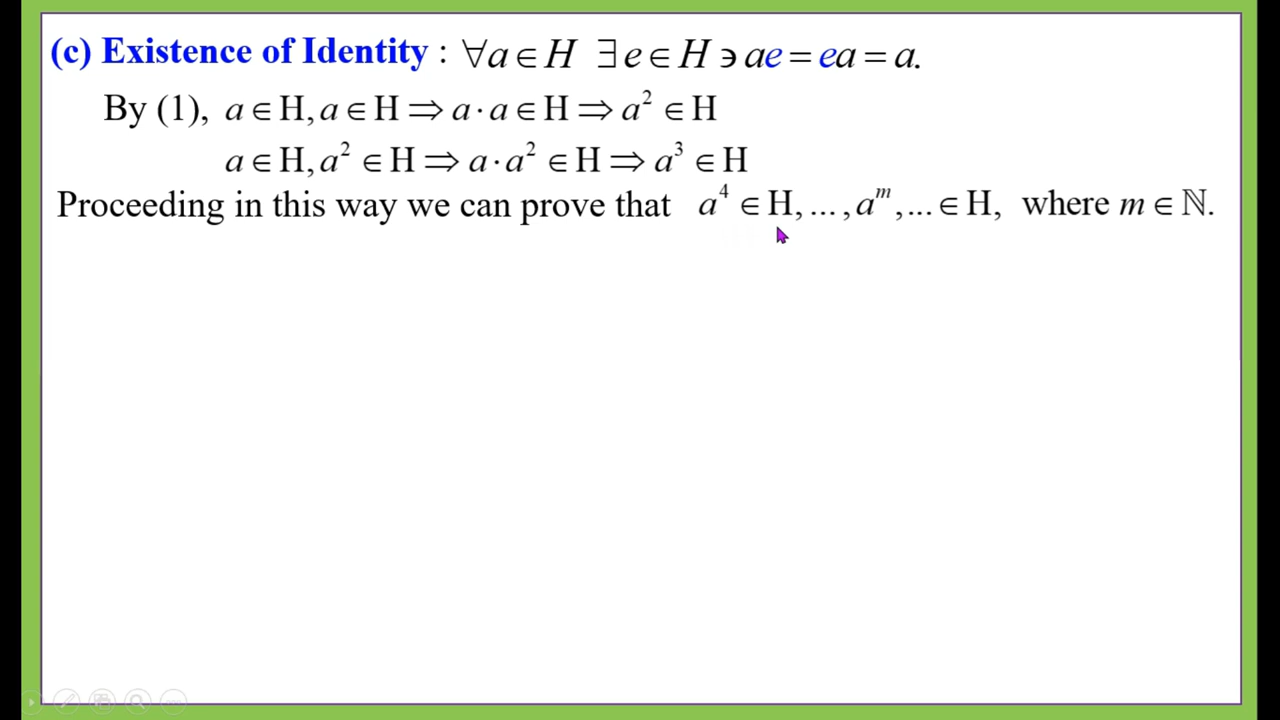 (c) Existence of Identity : ∀a ∈ H ∃ e ∈ H ∋ ae = ea = a.
By (1), a ∈ H, a ∈ H ⇒ a · a ∈ H ⇒ a² ∈ H
a ∈ H, a² ∈ H ⇒ a · a² ∈ H ⇒ a³ ∈ H
Proceeding in this way we can prove that a⁴ ∈ H, ..., aᵐ, ... ∈ H, where m ∈ ℕ.